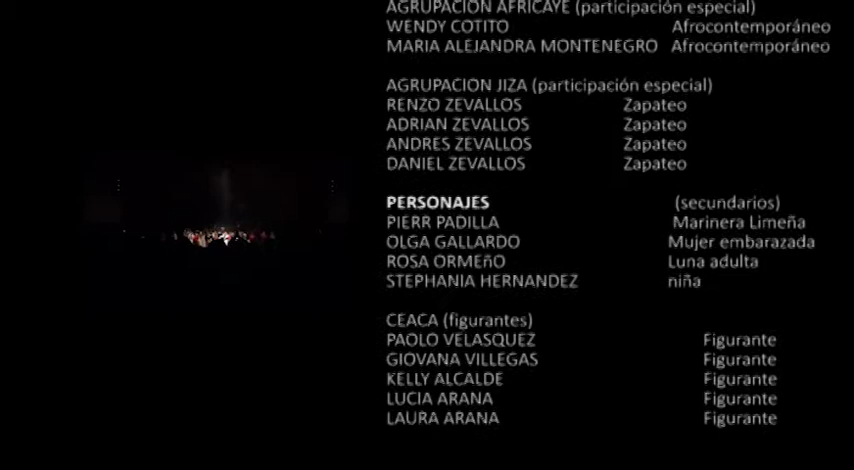 AGRUPACION AFRICAYE (participación especial)
WENDY COTITO Afrocontemporáneo
MARIA ALEJANDRA MONTENEGRO Afrocontemporáneo
AGRUPACION JIZA (participación especial)
RENZO ZEVALLOS Zapateo
ADRIAN ZEVALLOS Zapateo
ANDRES ZEVALLOS Zapateo
DANIEL ZEVALLOS Zapateo
PERSONAJES (secundarios)
PIERR PADILLA Marinera Limeña
OLGA GALLARDO Mujer embarazada
ROSA ORMEñO Luna adulta
STEPHANIA HERNANDEZ niña
CEACA (figurantes)
PAOLO VELASQUEZ Figurante
GIOVANA VILLEGAS Figurante
KELLY ALCALDE Figurante
LUCIA ARANA Figurante
LAURA ARANA Figurante